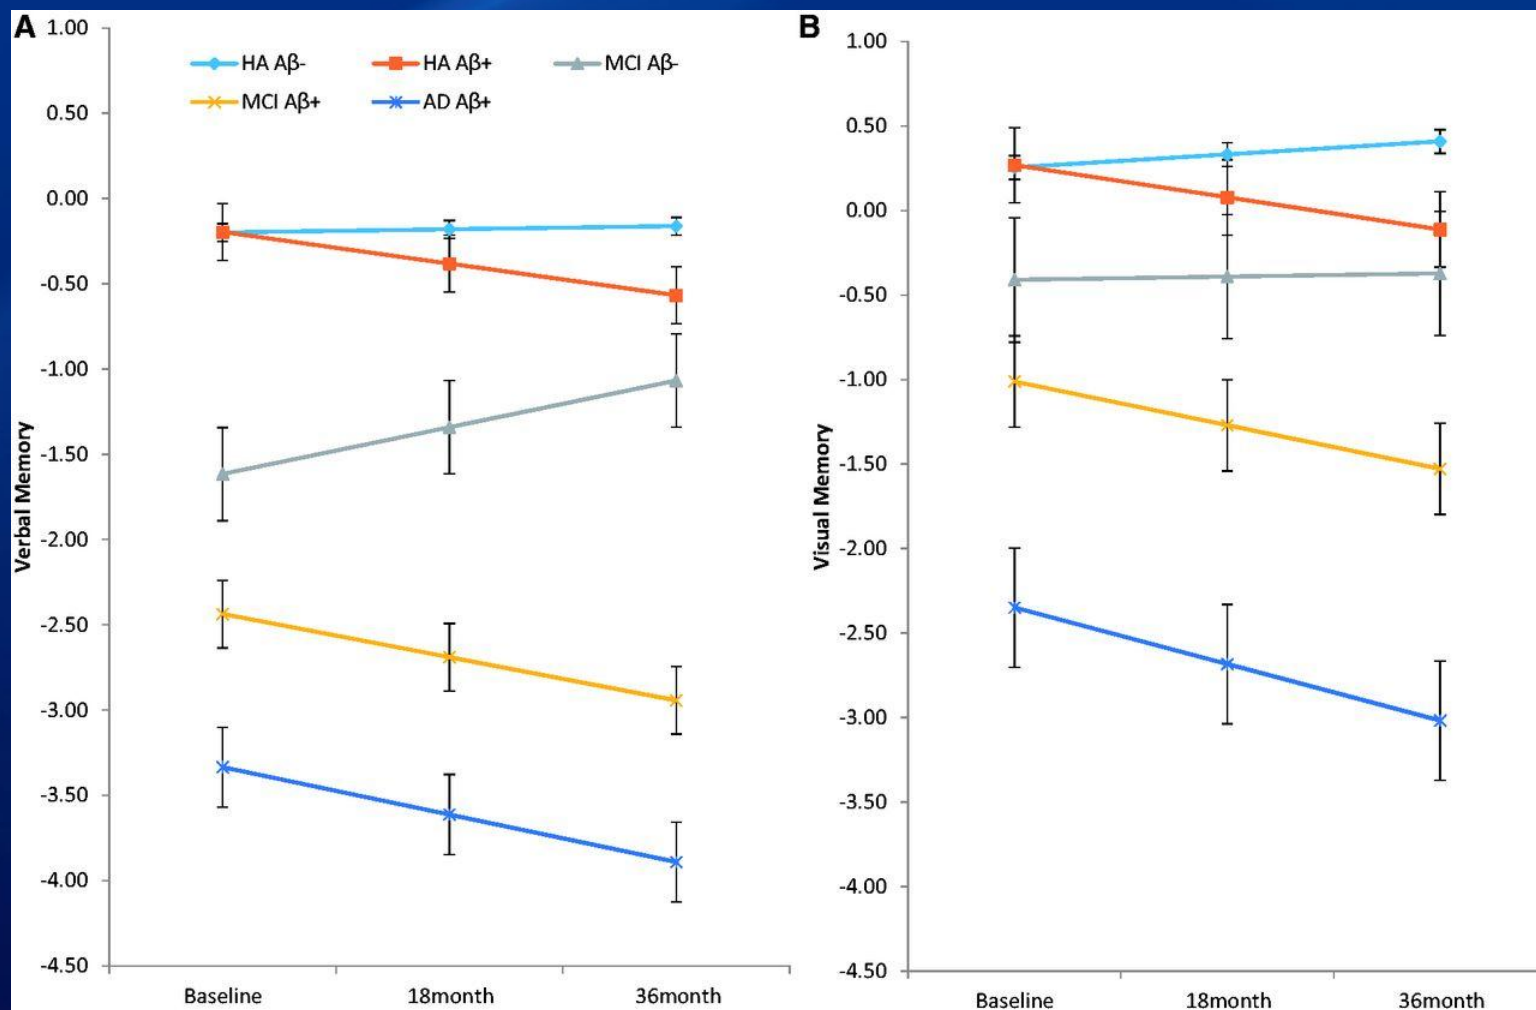 A
1.00
HA Aβ-
HA Aβ+
MCI Aβ-
MCI Aβ+
AD Aβ+
0.50
0.00
-0.50
-1.00
-1.50
-2.00
-2.50
-3.00
-3.50
-4.00
-4.50
Verbal Memory
Baseline
18month
36month
B
1.00
0.50
0.00
-0.50
-1.00
-1.50
-2.00
-2.50
-3.00
-3.50
-4.00
-4.50
Visual Memory
Baseline
18month
36month